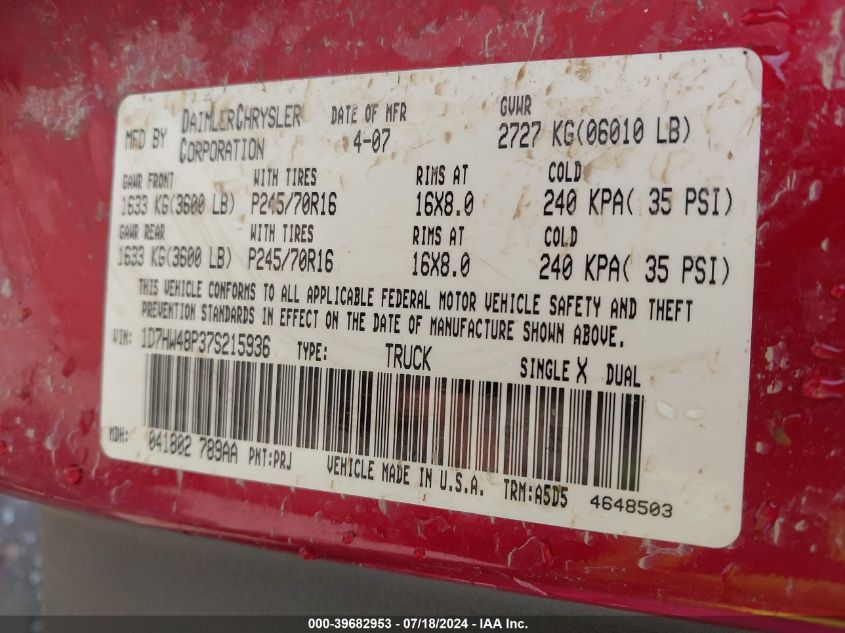 MFD BY DAIMLERCHRYSLER CORPORATION DATE OF MFR 4-07 GVWR 2727 KG(06010 LB)
GAWR FRONT WITH TIRES RIMS AT COLD
1633 KG(3600 LB) P245/70R16 16X8.0 240 KPA( 35 PSI)
GAWR REAR WITH TIRES RIMS AT COLD
1633 KG(3600 LB) P245/70R16 16X8.0 240 KPA( 35 PSI)
THIS VEHICLE CONFORMS TO ALL APPLICABLE FEDERAL MOTOR VEHICLE SAFETY AND THEFT
PREVENTION STANDARDS IN EFFECT ON THE DATE OF MANUFACTURE SHOWN ABOVE.
VIN: 1D7HW48P37S215936 TYPE: TRUCK SINGLE X DUAL
MDH: 041802 789AA PNT:PRJ VEHICLE MADE IN U.S.A. TRM:A5D5 4648503
000-39682953 - 07/18/2024 - IAA Inc.